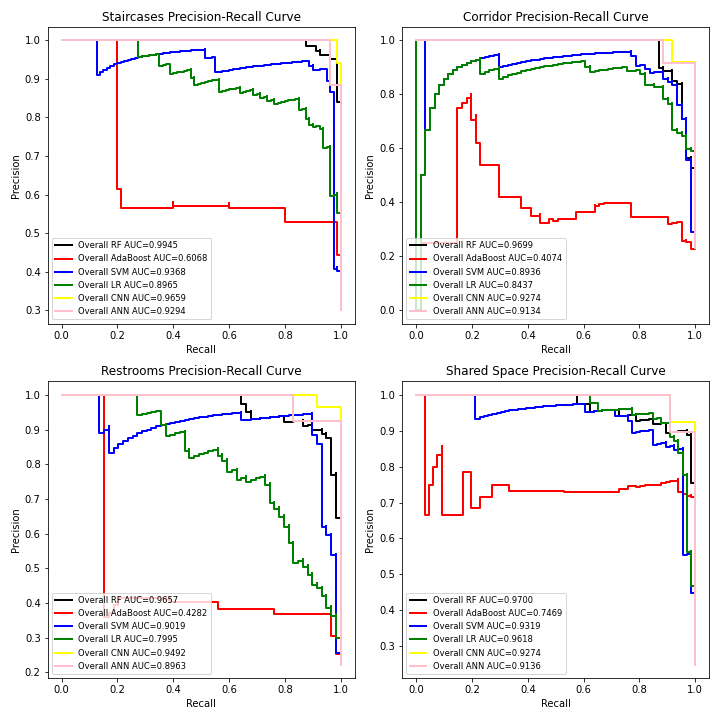 Staircases Precision-Recall Curve
1.0
0.9
0.8
0.7
0.6
0.5
0.4
0.3
Precision
Overall RF AUC=0.9945
Overall AdaBoost AUC=0.6068
Overall SVM AUC=0.9368
Overall LR AUC=0.8965
Overall CNN AUC=0.9659
Overall ANN AUC=0.9294
0.0 0.2 0.4 0.6 0.8 1.0
Recall
Corridor Precision-Recall Curve
1.0
0.8
0.6
0.4
0.2
0.0
Precision
Overall RF AUC=0.9699
Overall AdaBoost AUC=0.4074
Overall SVM AUC=0.8936
Overall LR AUC=0.8437
Overall CNN AUC=0.9274
Overall ANN AUC=0.9134
0.0 0.2 0.4 0.6 0.8 1.0
Recall
Restrooms Precision-Recall Curve
1.0
0.9
0.8
0.7
0.6
0.5
0.4
0.3
0.2
Precision
Overall RF AUC=0.9657
Overall AdaBoost AUC=0.4282
Overall SVM AUC=0.9019
Overall LR AUC=0.7995
Overall CNN AUC=0.9492
Overall ANN AUC=0.8963
0.0 0.2 0.4 0.6 0.8 1.0
Recall
Shared Space Precision-Recall Curve
1.0
0.9
0.8
0.7
0.6
0.5
0.4
0.3
Precision
Overall RF AUC=0.9700
Overall AdaBoost AUC=0.7469
Overall SVM AUC=0.9319
Overall LR AUC=0.9618
Overall CNN AUC=0.9274
Overall ANN AUC=0.9136
0.0 0.2 0.4 0.6 0.8 1.0
Recall